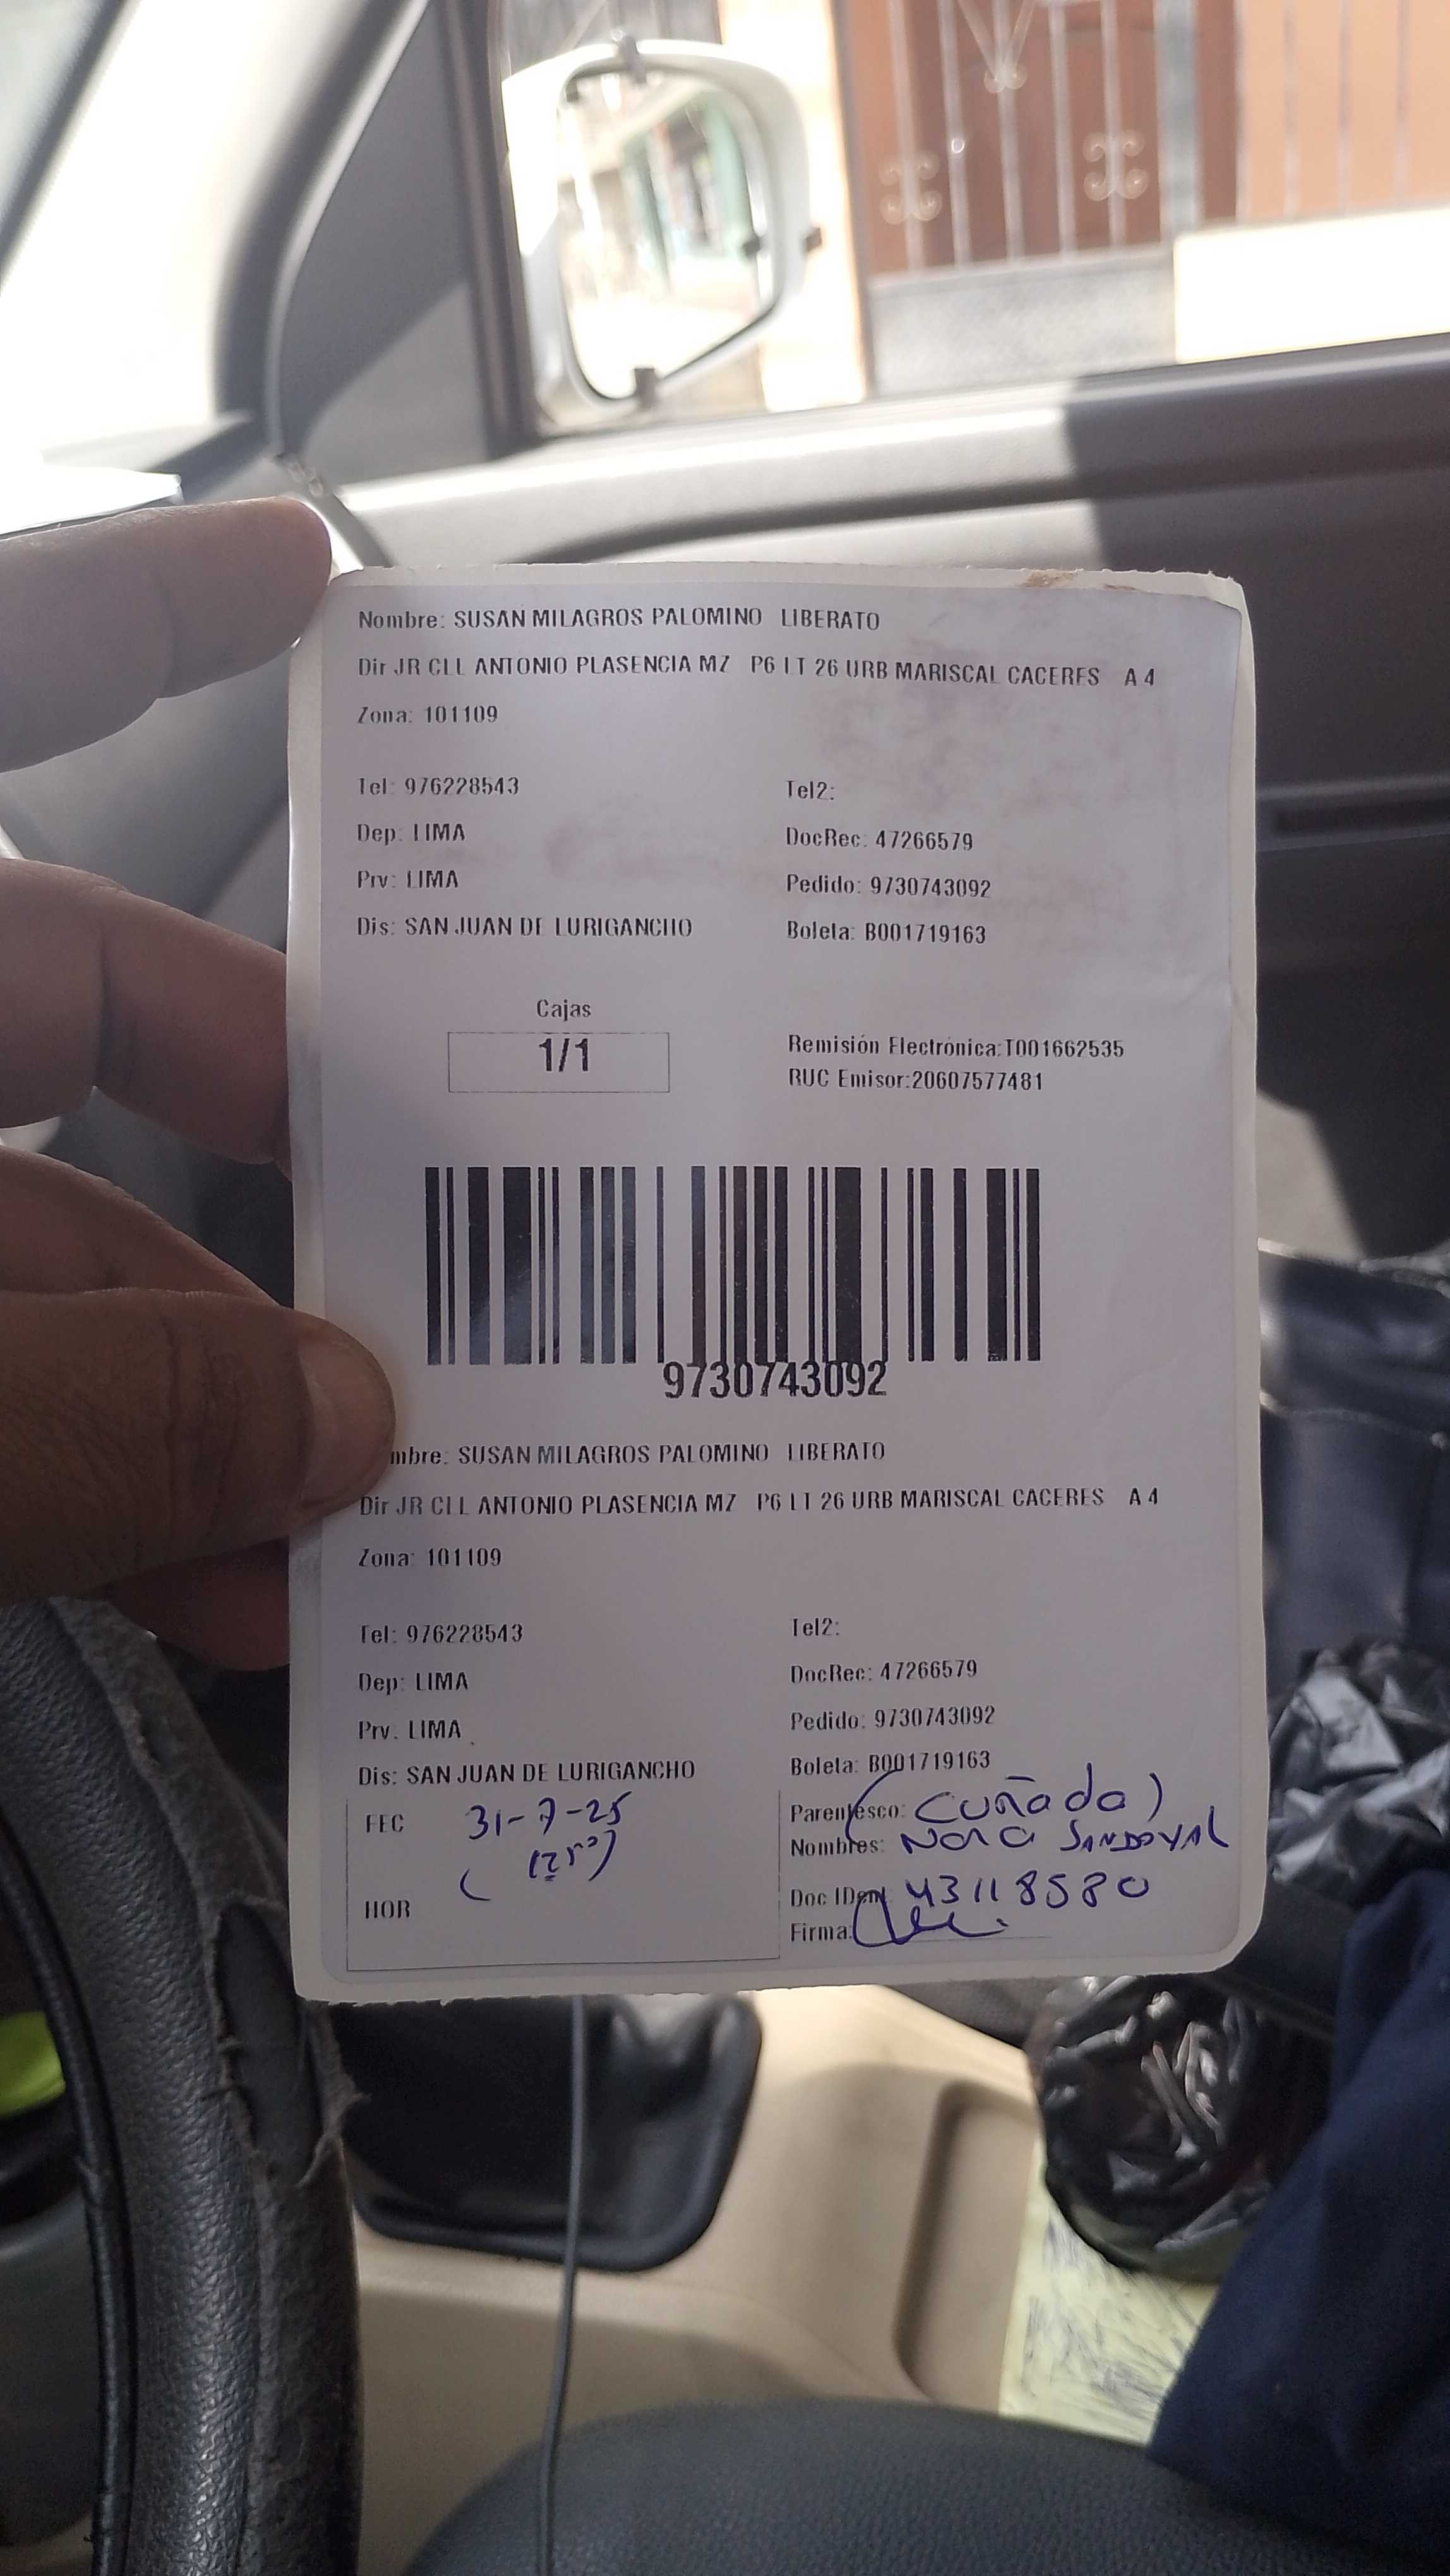 Nombre: SUSAN MILAGROS PALOMINO LIBERATO
Dir JR CLL ANTONIO PLASENCIA MZ P6 LT 26 URB MARISCAL CACERES A 4
Zona: 101109
Tel: 976228543 Tel2:
Dep: LIMA DocRec: 47266579
Prv: LIMA Pedido: 9730743092
Dis: SAN JUAN DE LURIGANCHO Boleta: B001719163
Cajas
1/1
Remisión Electrónica:T001662535
RUC Emisor:20607577481
9730743092
mbre: SUSAN MILAGROS PALOMINO LIBERATO
Dir JR CLL ANTONIO PLASENCIA MZ P6 LT 26 URB MARISCAL CACERES A 4
Zona: 101109
Tel: 976228543 Tel2:
Dep: LIMA DocRec: 47266579
Prv: LIMA Pedido: 9730743092
Dis: SAN JUAN DE LURIGANCHO Boleta: B001719163
FEC 31-7-25 Parentesco: (cuñada)
Nombres: Nora SANDOVAL
HOR Doc IDen: 43118580
Firma: